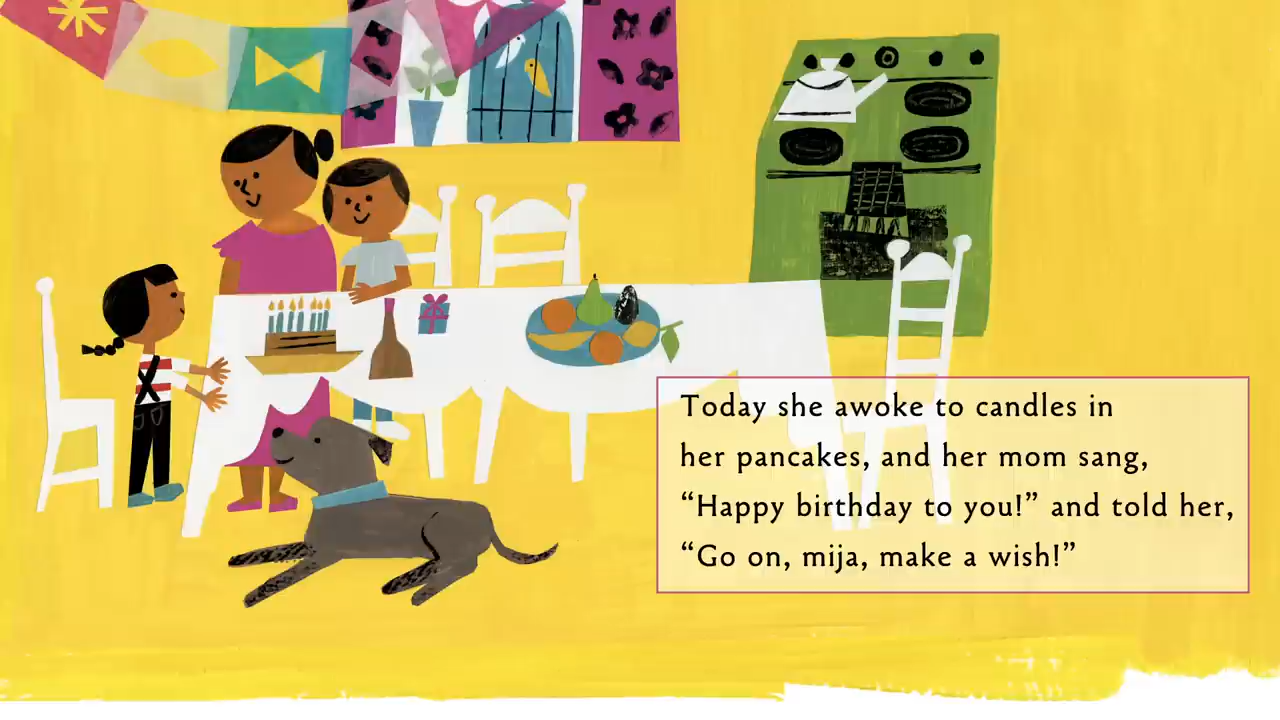 Today she awoke to candles in
her pancakes, and her mom sang,
“Happy birthday to you!” and told her,
“Go on, mija, make a wish!”